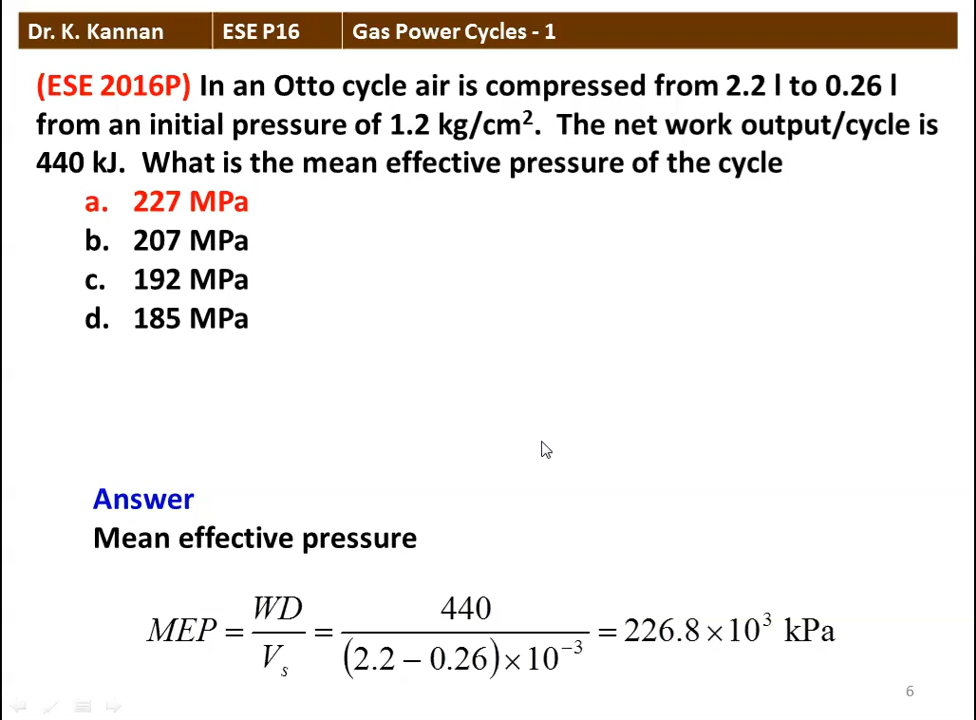 Dr. K. Kannan ESE P16 Gas Power Cycles - 1
(ESE 2016P) In an Otto cycle air is compressed from 2.2 l to 0.26 l
from an initial pressure of 1.2 kg/cm². The net work output/cycle is
440 kJ. What is the mean effective pressure of the cycle
a. 227 MPa
b. 207 MPa
c. 192 MPa
d. 185 MPa
Answer
Mean effective pressure
MEP = WD / Vₛ = 440 / (2.2 − 0.26) × 10⁻³ = 226.8 × 10³ kPa
6